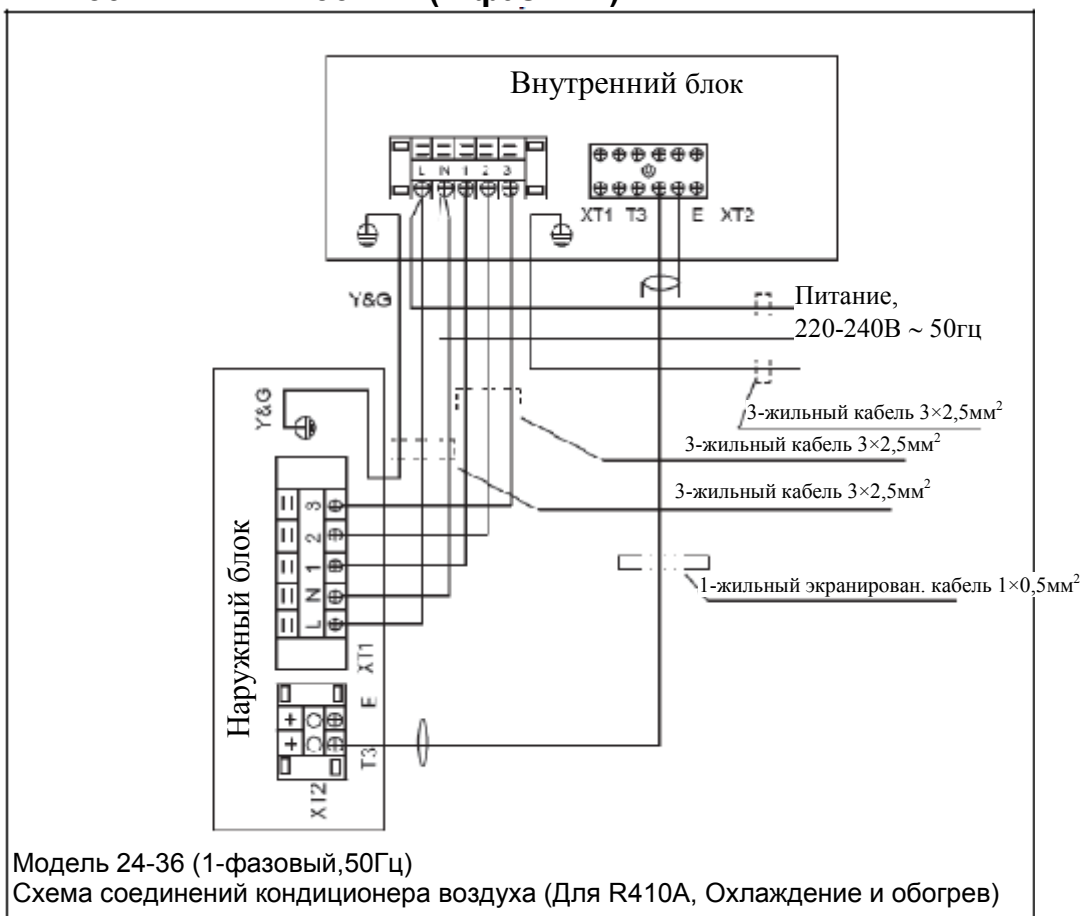 Внутренний блок
L N 1 2 3
XT1 T3 E XT2
Y&G
Питание,
220-240В ~ 50гц
Y&G
3-жильный кабель 3×2,5мм²
3-жильный кабель 3×2,5мм²
3-жильный кабель 3×2,5мм²
1-жильный экранирован. кабель 1×0,5мм²
Наружный блок
3
2
1
N
L
XT1
E
T3
XT2
Модель 24-36 (1-фазовый,50Гц)
Схема соединений кондиционера воздуха (Для R410A, Охлаждение и обогрев)